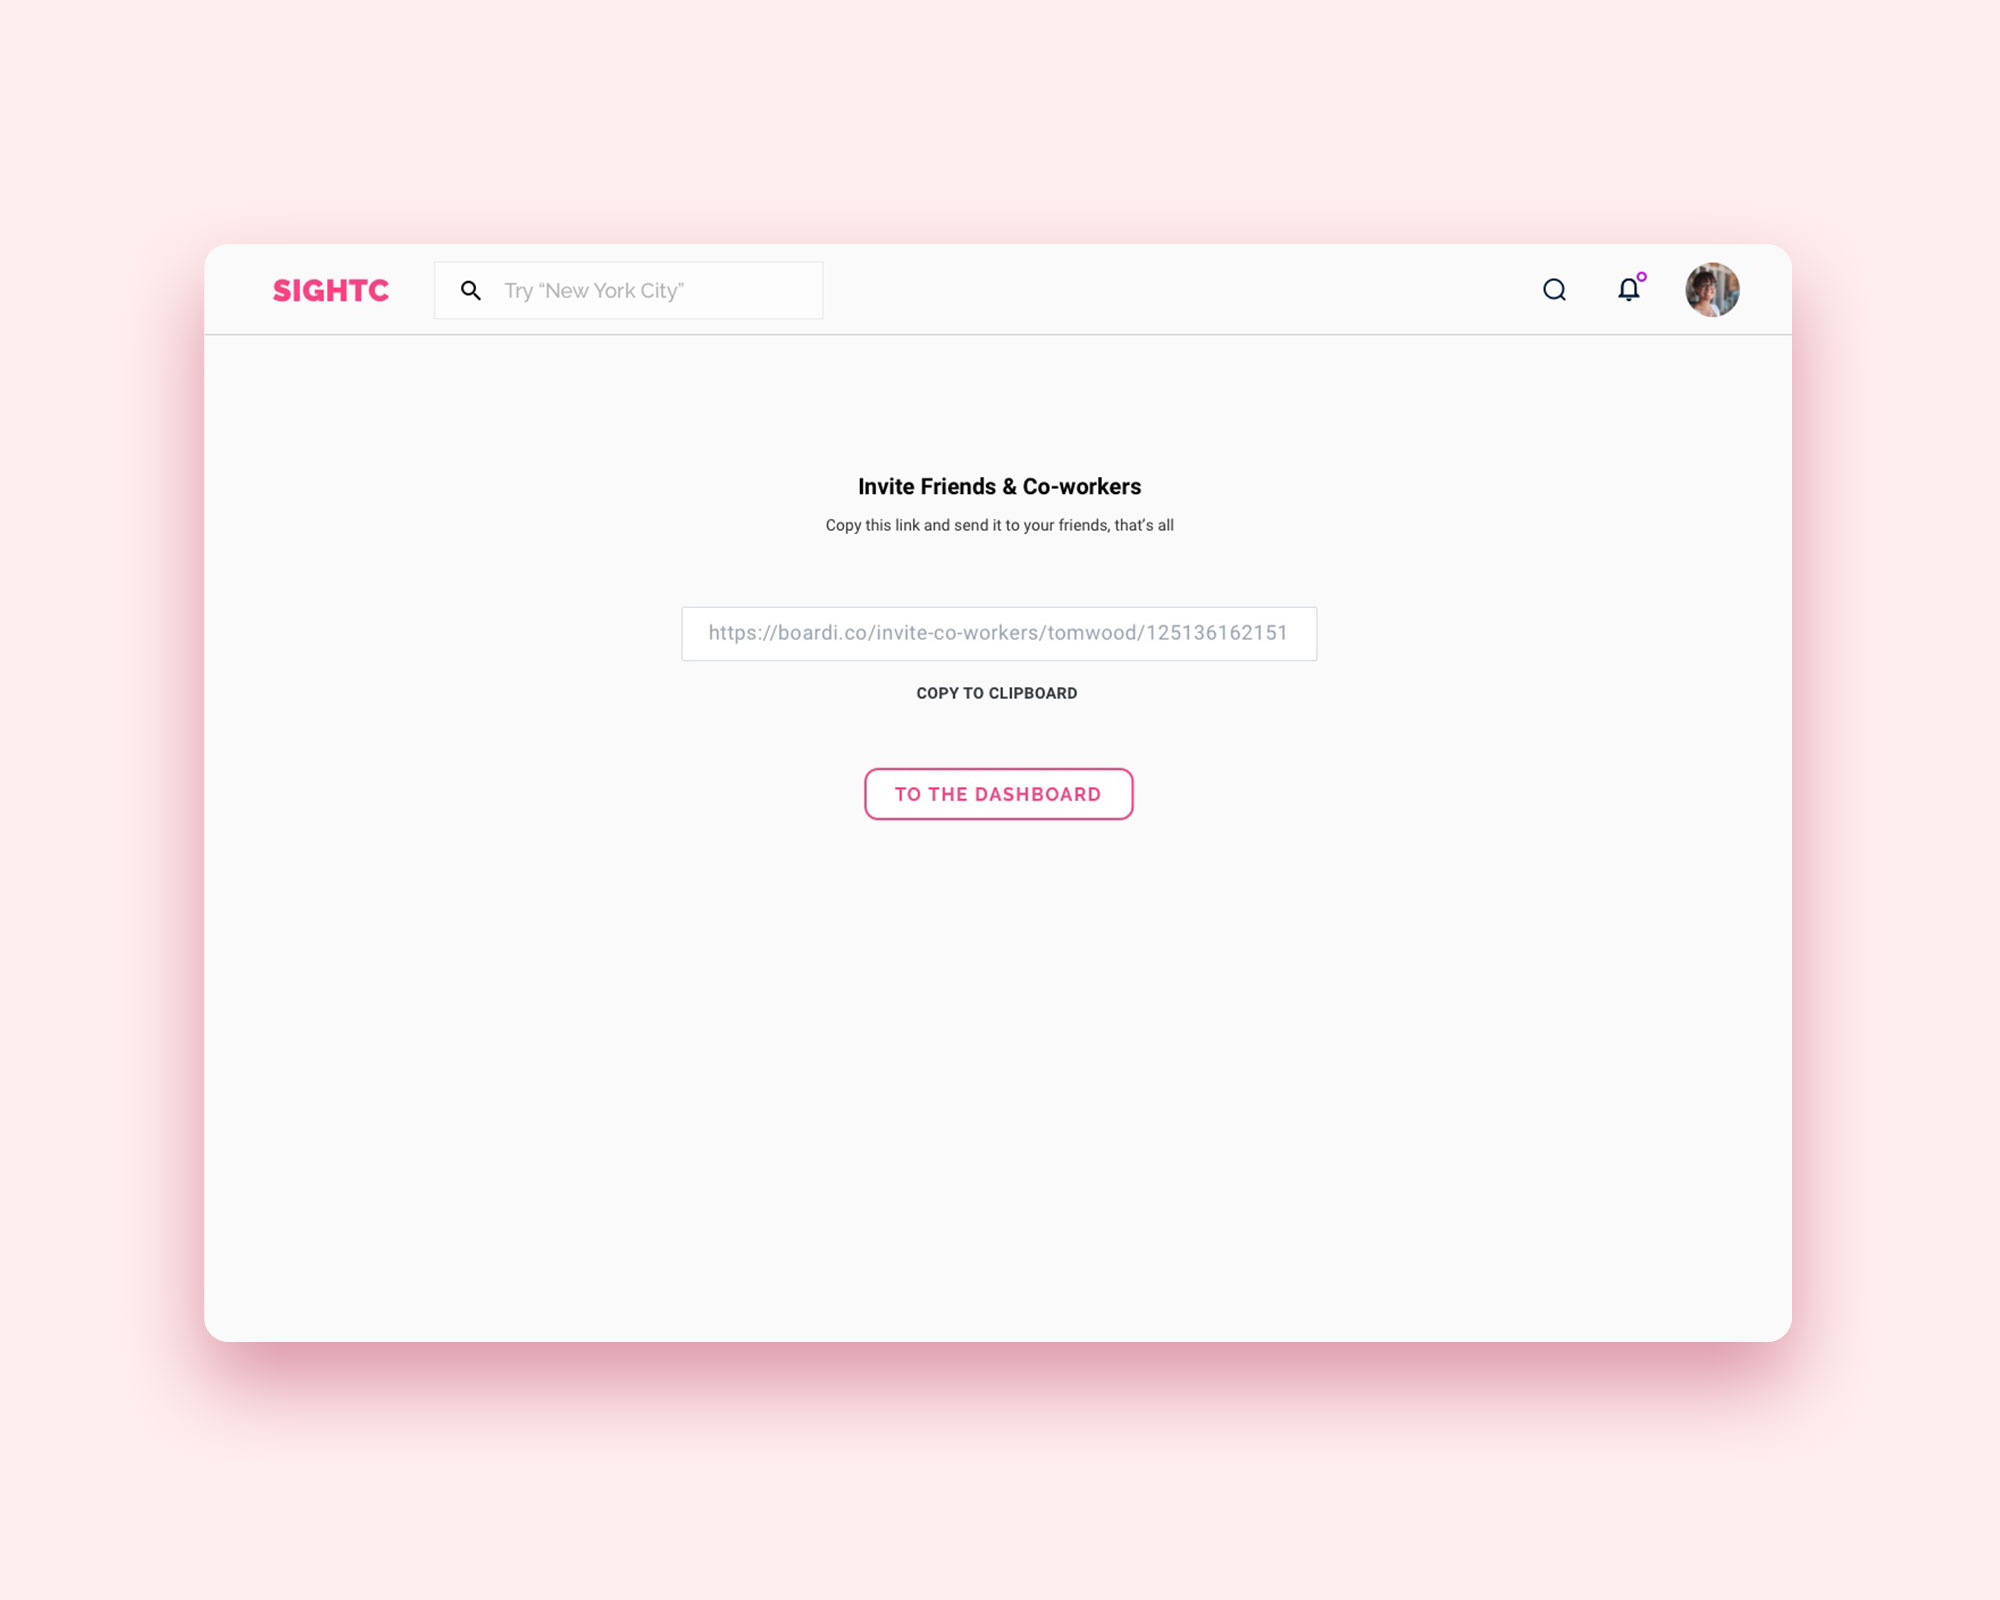 SIGHTC
Try “New York City”
Invite Friends & Co-workers
Copy this link and send it to your friends, that’s all
https://boardi.co/invite-co-workers/tomwood/125136162151
COPY TO CLIPBOARD
TO THE DASHBOARD